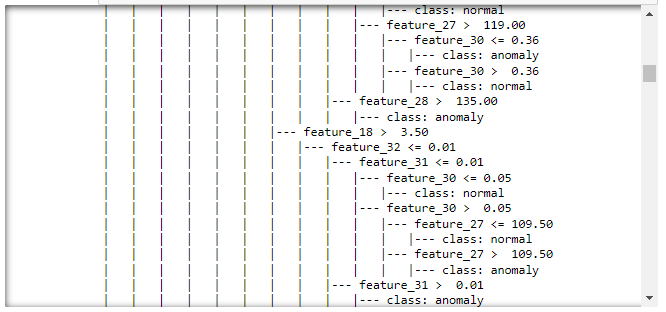 |   |   |   |   |   |   |   |   |   |   |--- class: normal
|   |   |   |   |   |   |   |   |   |--- feature_27 >  119.00
|   |   |   |   |   |   |   |   |   |   |--- feature_30 <= 0.36
|   |   |   |   |   |   |   |   |   |   |   |--- class: anomaly
|   |   |   |   |   |   |   |   |   |   |--- feature_30 >  0.36
|   |   |   |   |   |   |   |   |   |   |   |--- class: normal
|   |   |   |   |   |   |   |   |--- feature_28 >  135.00
|   |   |   |   |   |   |   |   |   |--- class: anomaly
|   |   |   |   |   |   |--- feature_18 >  3.50
|   |   |   |   |   |   |   |--- feature_32 <= 0.01
|   |   |   |   |   |   |   |   |--- feature_31 <= 0.01
|   |   |   |   |   |   |   |   |   |--- feature_30 <= 0.05
|   |   |   |   |   |   |   |   |   |   |--- class: normal
|   |   |   |   |   |   |   |   |   |--- feature_30 >  0.05
|   |   |   |   |   |   |   |   |   |   |--- feature_27 <= 109.50
|   |   |   |   |   |   |   |   |   |   |   |--- class: normal
|   |   |   |   |   |   |   |   |   |   |--- feature_27 >  109.50
|   |   |   |   |   |   |   |   |   |   |   |--- class: anomaly
|   |   |   |   |   |   |   |   |--- feature_31 >  0.01
|   |   |   |   |   |   |   |   |   |--- class: anomaly